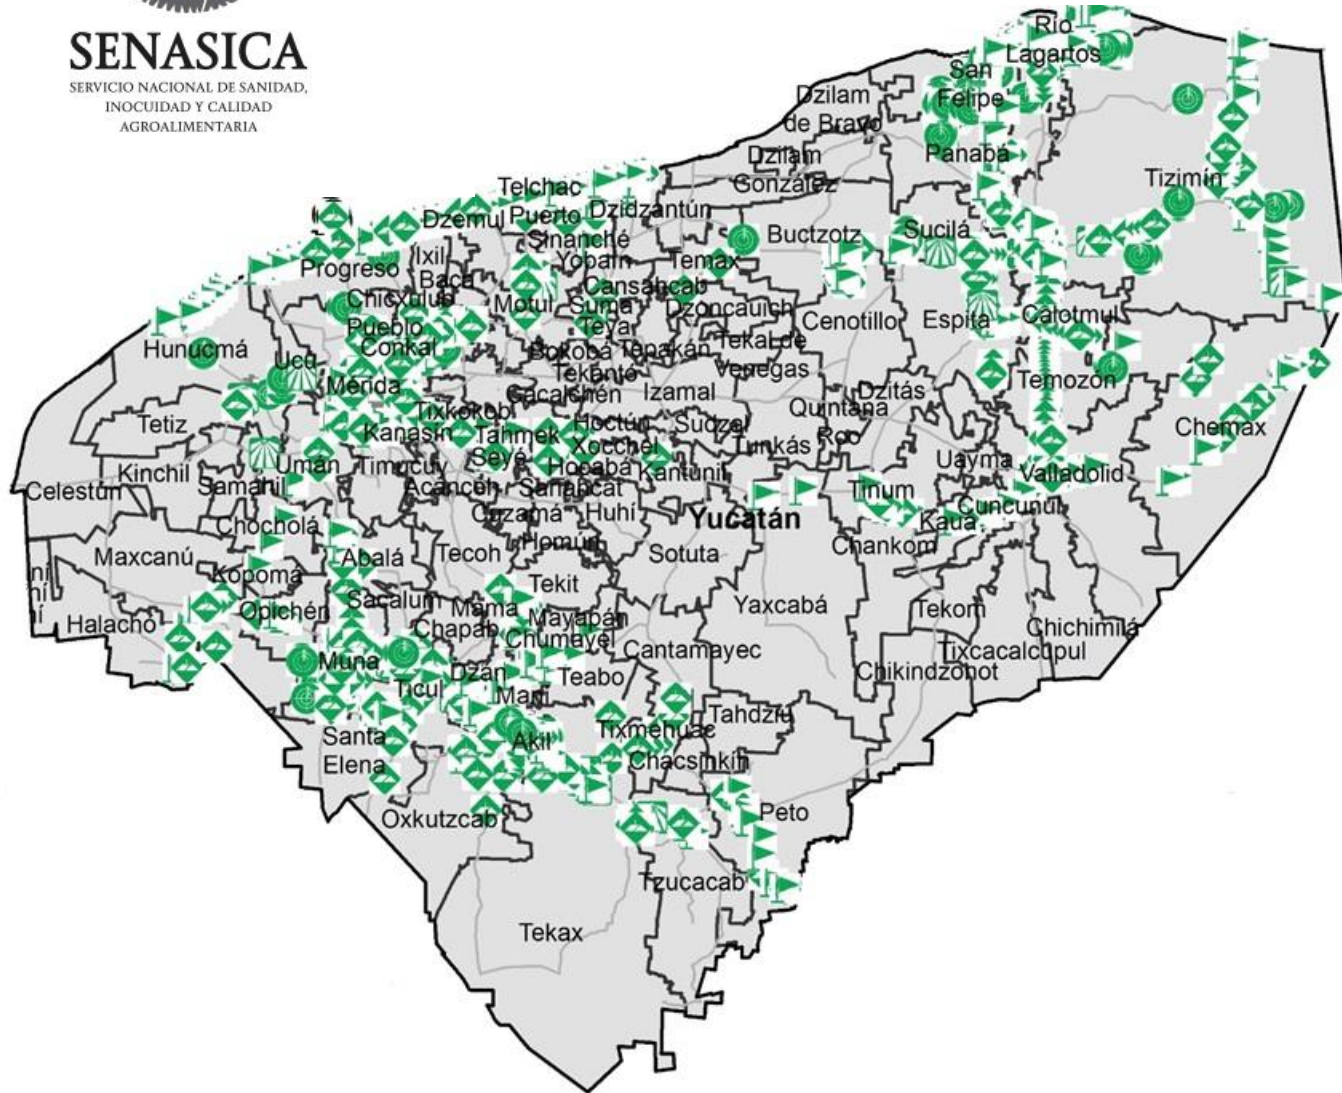 SENASICA
SERVICIO NACIONAL DE SANIDAD,
INOCUIDAD Y CALIDAD
AGROALIMENTARIA
Río
Lagartos
San
Felipe
Dzilam
de Bravo
Panabá
Dzilam
González
Tizimín
Telchac
Puerto
Dzemul
Dzidzantún
Sinanché
Buctzotz
Sucilá
Yobaín
Ixil
Progreso
Baca
Temax
Cansahcab
Chicxulub
Pueblo
Motul
Suma
Dzoncauich
Teya
Cenotillo
Espita
Calotmul
Conkal
Hunucmá
Ucú
Bokobá
Tepakán
Tekal de
Venegas
Tekantó
Mérida
Cacalchén
Izamal
Dzitás
Temozón
Quintana
Roo
Tixkokob
Tetiz
Kanasín
Tahmek
Hoctún
Sudzal
Tunkás
Chemax
Xocchel
Seyé
Hocabá
Kantunil
Uayma
Valladolid
Umán
Timucuy
Kinchil
Samahil
Acancéh
Sanahcat
Celestún
Tinum
Cuncunul
Kaua
Cuzamá
Huhí
Yucatán
Chocholá
Homún
Chankom
Maxcanú
Abalá
Tecoh
Sotuta
Kopomá
Tekit
Sacalum
Opichén
Mama
Yaxcabá
Tekom
Halachó
Chapab
Mayapán
Chumayel
Chichimilá
Cantamayec
Tixcacalcupul
Chikindzonot
Muna
Dzán
Teabo
Ticul
Maní
Tahdziú
Tixmehuac
Santa
Elena
Akil
Chacsinkín
Oxkutzcab
Peto
Tzucacab
Tekax